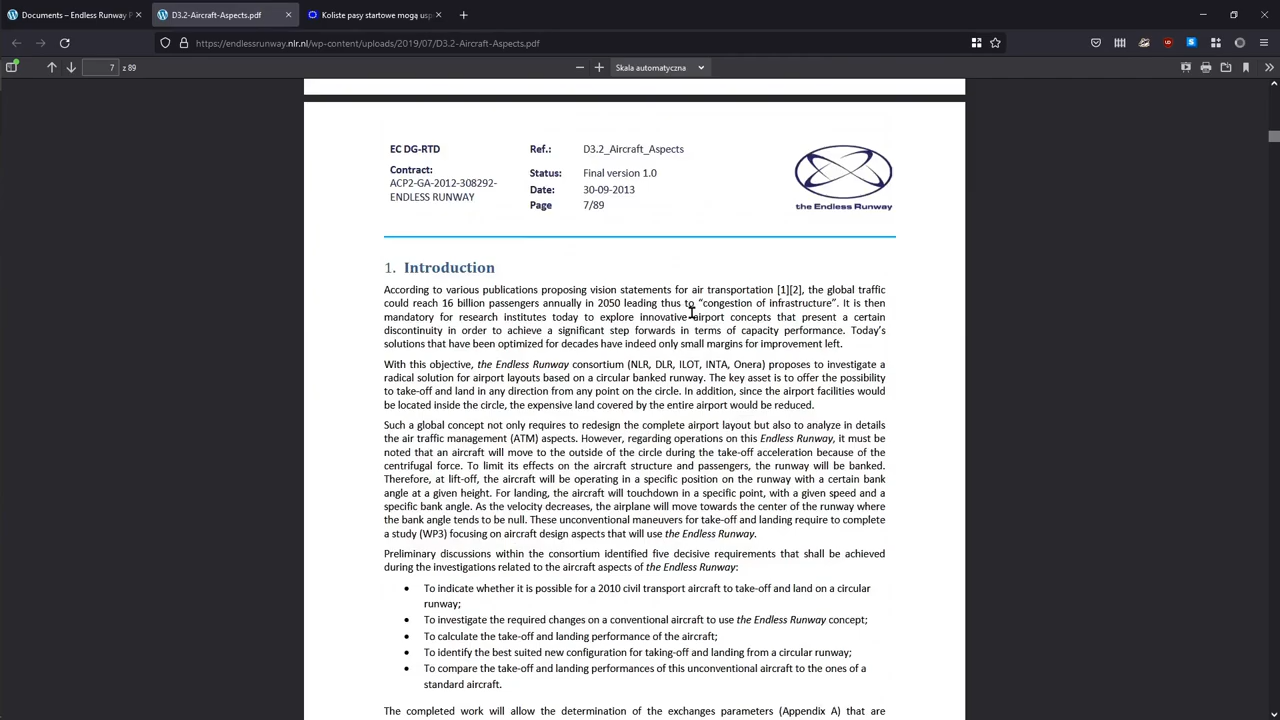 Documents – Endless Runway P
D3.2-Aircraft-Aspects.pdf
Koliste pasy startowe mogą usp
https://endlessrunway.nlr.nl/wp-content/uploads/2019/07/D3.2-Aircraft-Aspects.pdf
7 z 89
Skala automatyczna
EC DG-RTD
Contract:
ACP2-GA-2012-308292-
ENDLESS RUNWAY
Ref.: D3.2_Aircraft_Aspects
Status: Final version 1.0
Date: 30-09-2013
Page 7/89
the Endless Runway
1. Introduction
According to various publications proposing vision statements for air transportation [1][2], the global traffic
could reach 16 billion passengers annually in 2050 leading thus to “congestion of infrastructure”. It is then
mandatory for research institutes today to explore innovative airport concepts that present a certain
discontinuity in order to achieve a significant step forwards in terms of capacity performance. Today’s
solutions that have been optimized for decades have indeed only small margins for improvement left.
With this objective, the Endless Runway consortium (NLR, DLR, ILOT, INTA, Onera) proposes to investigate a
radical solution for airport layouts based on a circular banked runway. The key asset is to offer the possibility
to take-off and land in any direction from any point on the circle. In addition, since the airport facilities would
be located inside the circle, the expensive land covered by the entire airport would be reduced.
Such a global concept not only requires to redesign the complete airport layout but also to analyze in details
the air traffic management (ATM) aspects. However, regarding operations on this Endless Runway, it must be
noted that an aircraft will move to the outside of the circle during the take-off acceleration because of the
centrifugal force. To limit its effects on the aircraft structure and passengers, the runway will be banked.
Therefore, at lift-off, the aircraft will be operating in a specific position on the runway with a certain bank
angle at a given height. For landing, the aircraft will touchdown in a specific point, with a given speed and a
specific bank angle. As the velocity decreases, the airplane will move towards the center of the runway where
the bank angle tends to be null. These unconventional maneuvers for take-off and landing require to complete
a study (WP3) focusing on aircraft design aspects that will use the Endless Runway.
Preliminary discussions within the consortium identified five decisive requirements that shall be achieved
during the investigations related to the aircraft aspects of the Endless Runway:
• To indicate whether it is possible for a 2010 civil transport aircraft to take-off and land on a circular
runway;
• To investigate the required changes on a conventional aircraft to use the Endless Runway concept;
• To calculate the take-off and landing performance of the aircraft;
• To identify the best suited new configuration for taking-off and landing from a circular runway;
• To compare the take-off and landing performances of this unconventional aircraft to the ones of a
standard aircraft.
The completed work will allow the determination of the exchanges parameters (Appendix A) that are